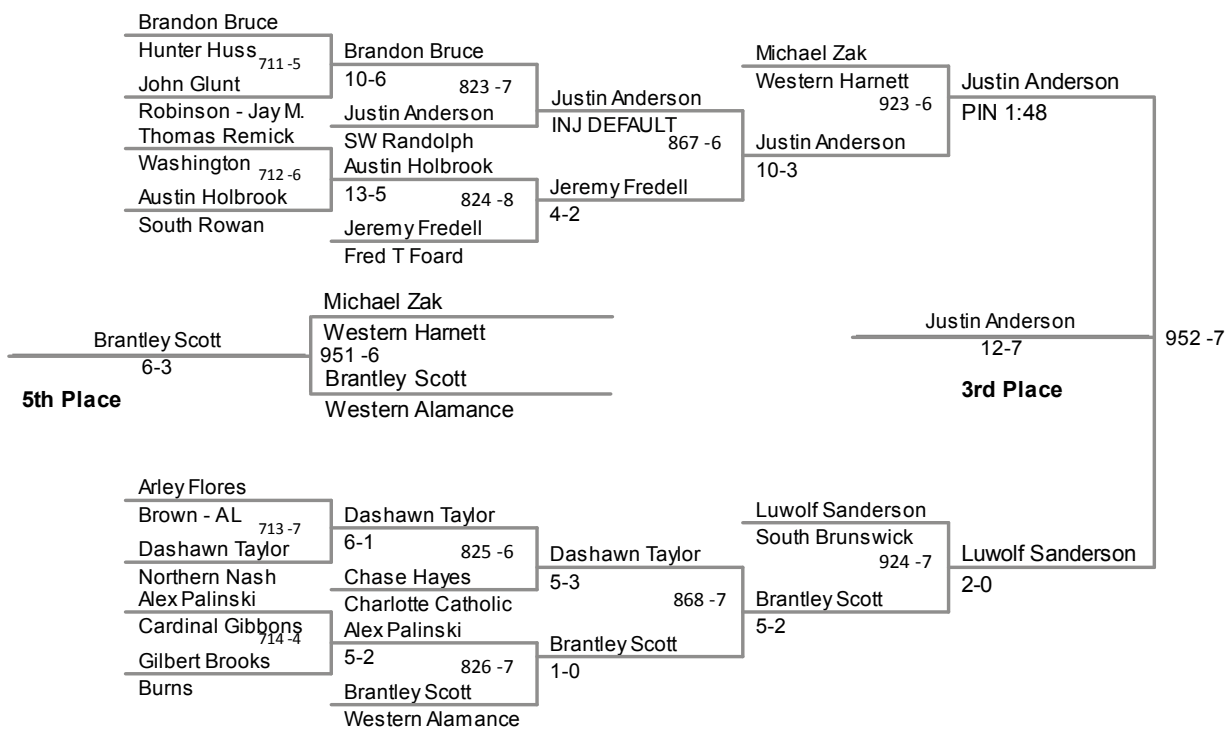 Brandon Bruce
Hunter Huss
711 -5
John Glunt
Robinson - Jay M.
Thomas Remick
Washington
712 -6
Austin Holbrook
South Rowan
Brandon Bruce
10-6
823 -7
Justin Anderson
SW Randolph
Austin Holbrook
13-5
824 -8
Jeremy Fredell
Fred T Foard
Justin Anderson
INJ DEFAULT
867 -6
Jeremy Fredell
4-2
Michael Zak
Western Harnett
923 -6
Justin Anderson
10-3
Justin Anderson
PIN 1:48
Michael Zak
Western Harnett
951 -6
Brantley Scott
Western Alamance
Brantley Scott
6-3
5th Place
Justin Anderson
12-7
3rd Place
952 -7
Arley Flores
Brown - AL
713 -7
Dashawn Taylor
Northern Nash
Alex Palinski
Cardinal Gibbons
714 -4
Gilbert Brooks
Burns
Dashawn Taylor
6-1
825 -6
Chase Hayes
Charlotte Catholic
Alex Palinski
5-2
826 -7
Brantley Scott
Western Alamance
Dashawn Taylor
5-3
868 -7
Brantley Scott
1-0
Luwolf Sanderson
South Brunswick
924 -7
Brantley Scott
5-2
Luwolf Sanderson
2-0